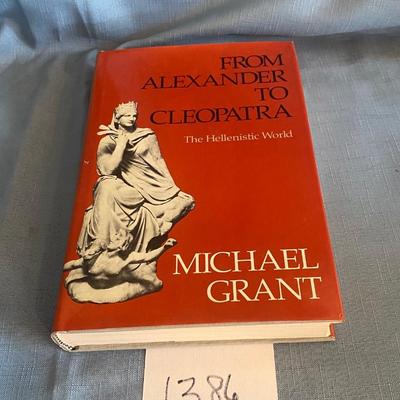 FROM
ALEXANDER
TO
CLEOPATRA
The Hellenistic World
MICHAEL
GRANT
1386